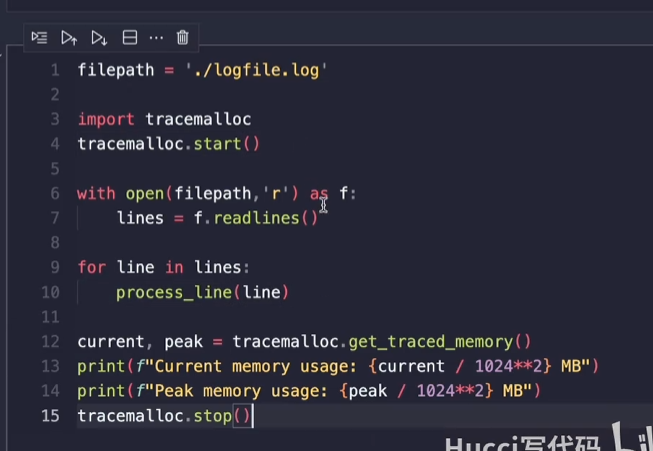 1 filepath = './logfile.log'
2
3 import tracemalloc
4 tracemalloc.start()
5
6 with open(filepath,'r') as f:
7     lines = f.readlines()
8
9 for line in lines:
10     process_line(line)
11
12 current, peak = tracemalloc.get_traced_memory()
13 print(f"Current memory usage: {current / 1024**2} MB")
14 print(f"Peak memory usage: {peak / 1024**2} MB")
15 tracemalloc.stop()
Hucci写代码